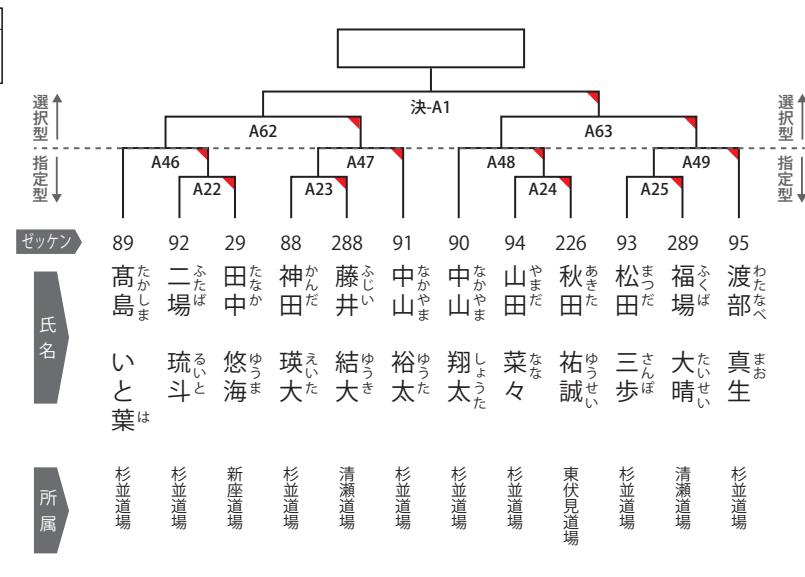 決-A1
選択型
選択型
A62
A63
A46
A47
A48
A49
指定型
指定型
A22
A23
A24
A25
ゼッケン
89 92 29 88 288 91 90 94 226 93 289 95
氏名
髙島 いと葉
たかしま は
二場 琉斗
ふたば るいと
田中 悠海
たなか ゆうま
神田 瑛大
かんだ えいた
藤井 結大
ふじい ゆうき
中山 裕太
なかやま ゆうた
中山 翔太
なかやま しょうた
山田 菜々
やまだ なな
秋田 祐誠
あきた ゆうせい
松田 三歩
まつだ さんぽ
福場 大晴
ふくば たいせい
渡部 真生
わたなべ まお
所属
杉並道場
杉並道場
新座道場
杉並道場
清瀬道場
杉並道場
杉並道場
杉並道場
東伏見道場
杉並道場
清瀬道場
杉並道場